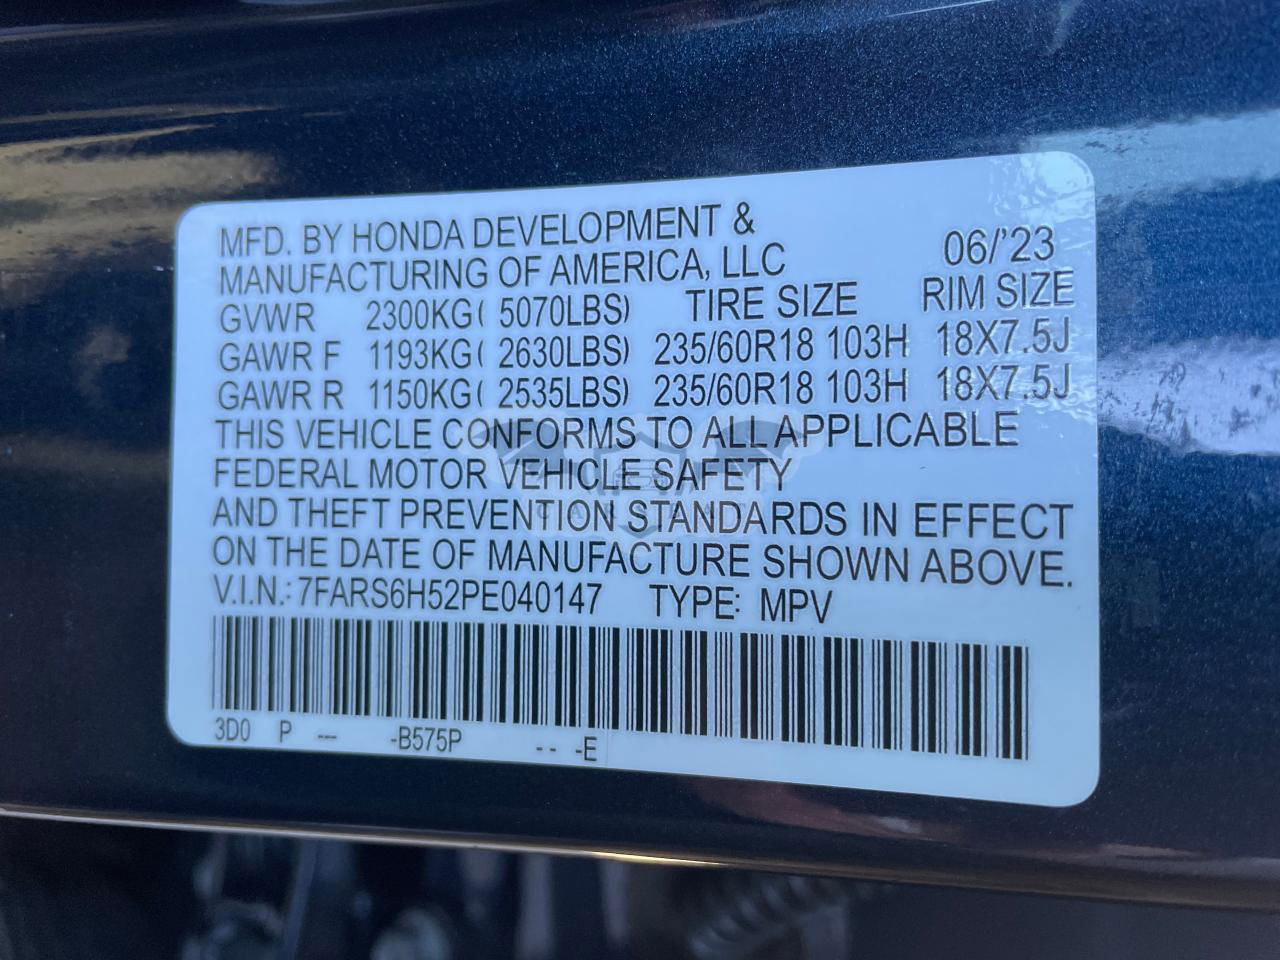 MFD. BY HONDA DEVELOPMENT &
MANUFACTURING OF AMERICA, LLC 06/'23
GVWR 2300KG( 5070LBS) TIRE SIZE RIM SIZE
GAWR F 1193KG( 2630LBS) 235/60R18 103H 18X7.5J
GAWR R 1150KG( 2535LBS) 235/60R18 103H 18X7.5J
THIS VEHICLE CONFORMS TO ALL APPLICABLE
FEDERAL MOTOR VEHICLE SAFETY
AND THEFT PREVENTION STANDARDS IN EFFECT
ON THE DATE OF MANUFACTURE SHOWN ABOVE.
V.I.N.: 7FARS6H52PE040147 TYPE: MPV
3D0 P --- -B575P -- -E